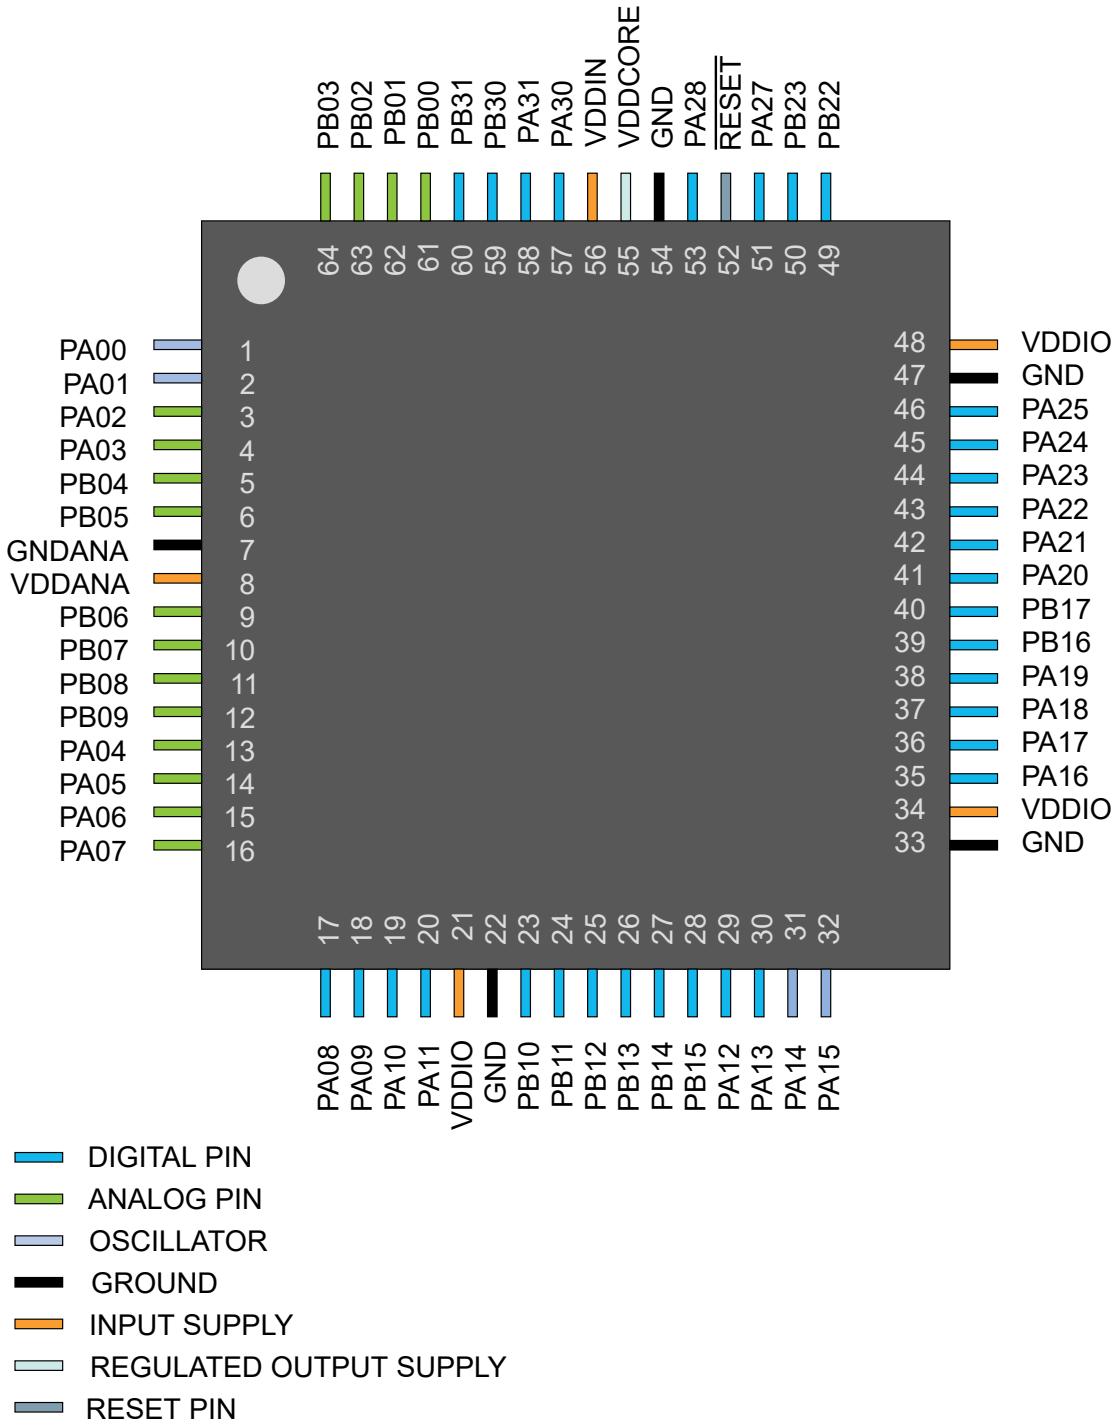 PB03 PB02 PB01 PB00 PB31 PB30 PA31 PA30 VDDIN VDDCORE GND PA28 RESET PA27 PB23 PB22
64 63 62 61 60 59 58 57 56 55 54 53 52 51 50 49
PA00 1
PA01 2
PA02 3
PA03 4
PB04 5
PB05 6
GNDANA 7
VDDANA 8
PB06 9
PB07 10
PB08 11
PB09 12
PA04 13
PA05 14
PA06 15
PA07 16
48 VDDIO
47 GND
46 PA25
45 PA24
44 PA23
43 PA22
42 PA21
41 PA20
40 PB17
39 PB16
38 PA19
37 PA18
36 PA17
35 PA16
34 VDDIO
33 GND
17 18 19 20 21 22 23 24 25 26 27 28 29 30 31 32
PA08 PA09 PA10 PA11 VDDIO GND PB10 PB11 PB12 PB13 PB14 PB15 PA12 PA13 PA14 PA15
DIGITAL PIN
ANALOG PIN
OSCILLATOR
GROUND
INPUT SUPPLY
REGULATED OUTPUT SUPPLY
RESET PIN